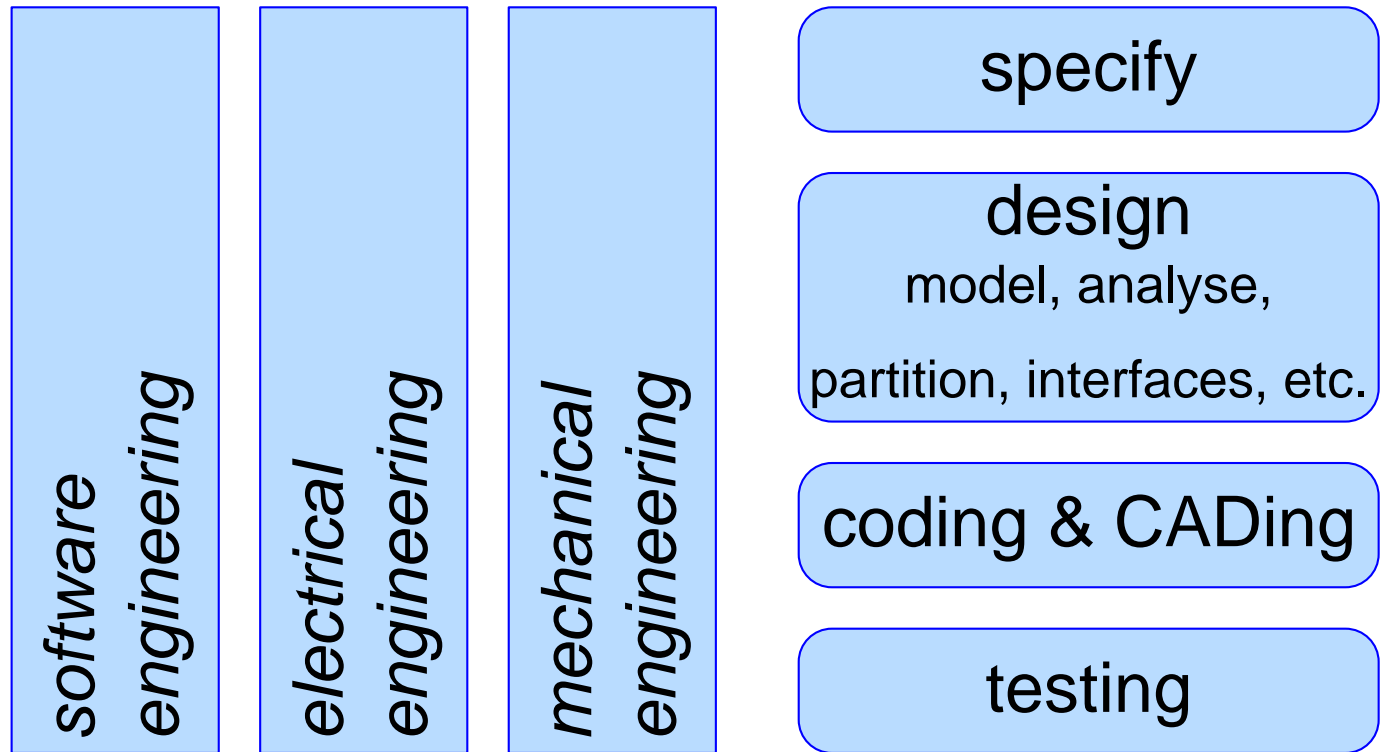 software
engineering
electrical
engineering
mechanical
engineering
specify
design
model, analyse,
partition, interfaces, etc.
coding & CADing
testing